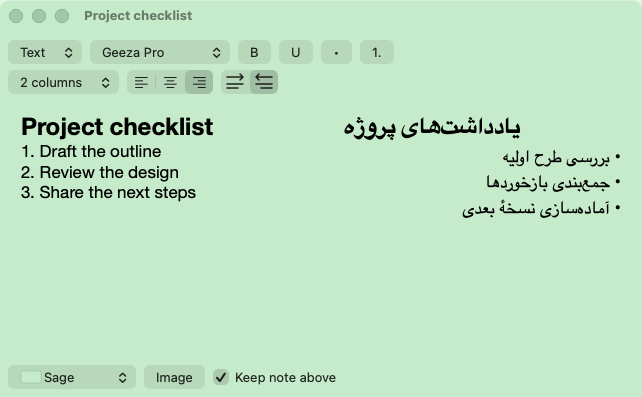 Project checklist
Text
Geeza Pro
B
U
•
1.
2 columns
Project checklist
1. Draft the outline
2. Review the design
3. Share the next steps
یادداشت‌های پروژه
• بررسی طرح اولیه
• جمع‌بندی بازخوردها
• آماده‌سازی نسخهٔ بعدی
Sage
Image
Keep note above